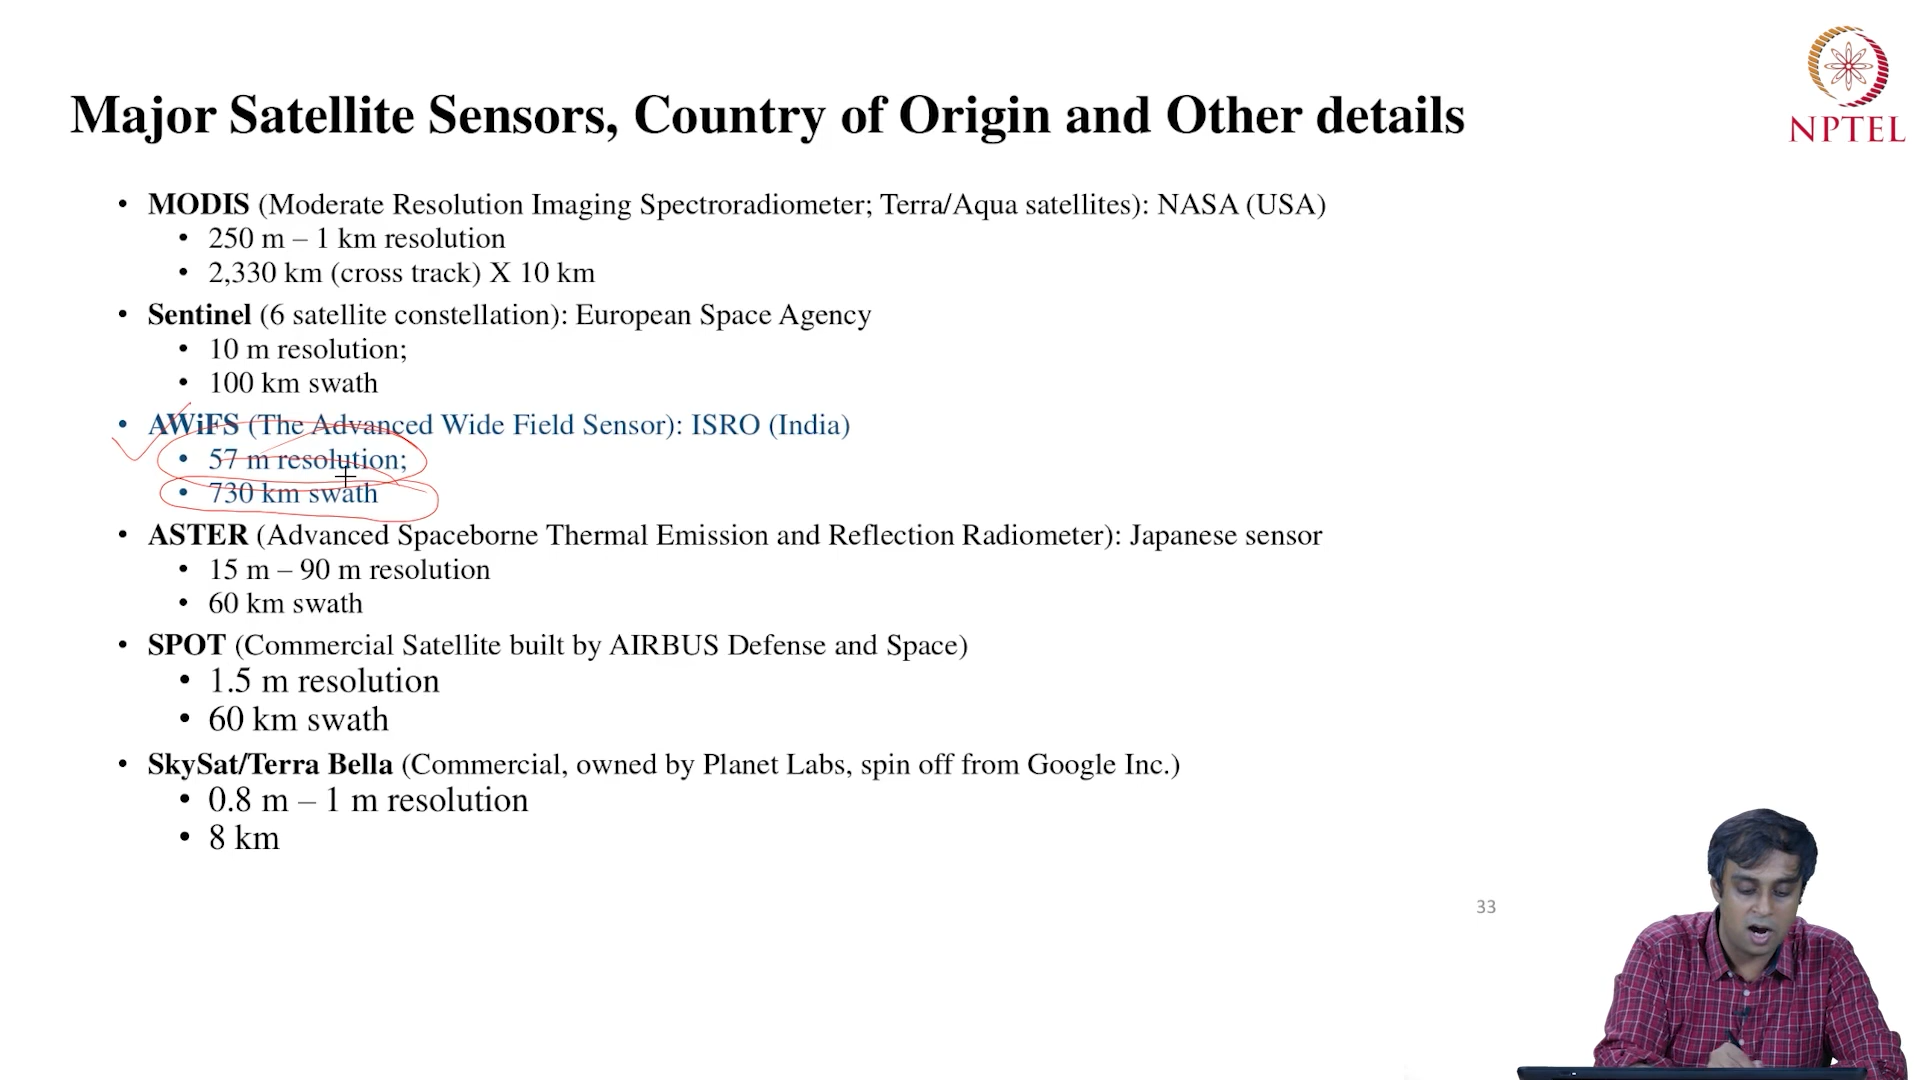 NPTEL
Major Satellite Sensors, Country of Origin and Other details
• MODIS (Moderate Resolution Imaging Spectroradiometer; Terra/Aqua satellites): NASA (USA)
• 250 m – 1 km resolution
• 2,330 km (cross track) X 10 km
• Sentinel (6 satellite constellation): European Space Agency
• 10 m resolution;
• 100 km swath
• AWiFS (The Advanced Wide Field Sensor): ISRO (India)
• 57 m resolution;
• 730 km swath
• ASTER (Advanced Spaceborne Thermal Emission and Reflection Radiometer): Japanese sensor
• 15 m – 90 m resolution
• 60 km swath
• SPOT (Commercial Satellite built by AIRBUS Defense and Space)
• 1.5 m resolution
• 60 km swath
• SkySat/Terra Bella (Commercial, owned by Planet Labs, spin off from Google Inc.)
• 0.8 m – 1 m resolution
• 8 km
33